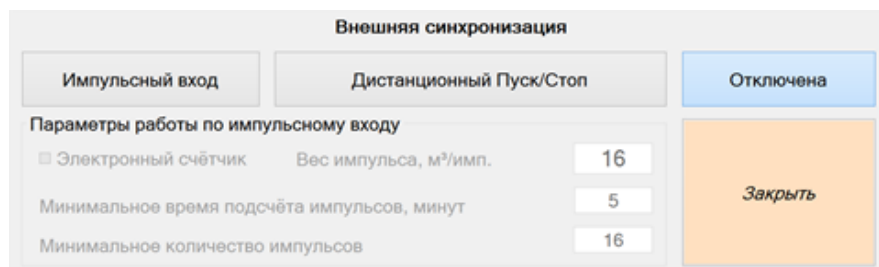 Внешняя синхронизация
Импульсный вход
Дистанционный Пуск/Стоп
Отключена
Параметры работы по импульсному входу
Электронный счётчик
Вес импульса, м³/имп.
16
Минимальное время подсчёта импульсов, минут
5
Минимальное количество импульсов
16
Закрыть